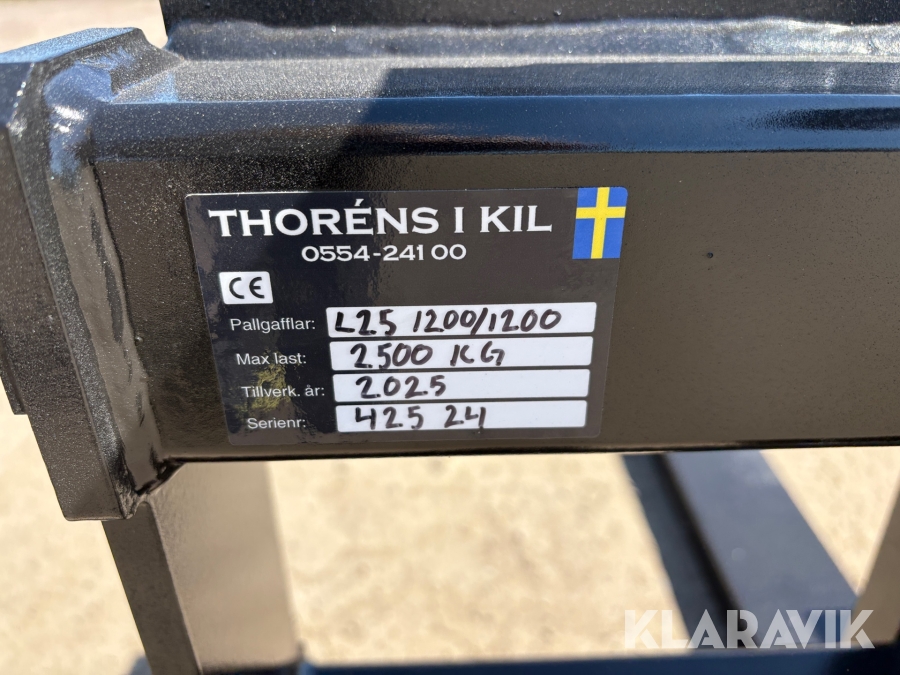 THORÉNS I KIL
0554-241 00
CE
Pallgafflar: L25 1200/1200
Max last: 2500 KG
Tillverk. år: 2025
Serienr: 425 24
KLARAVIK